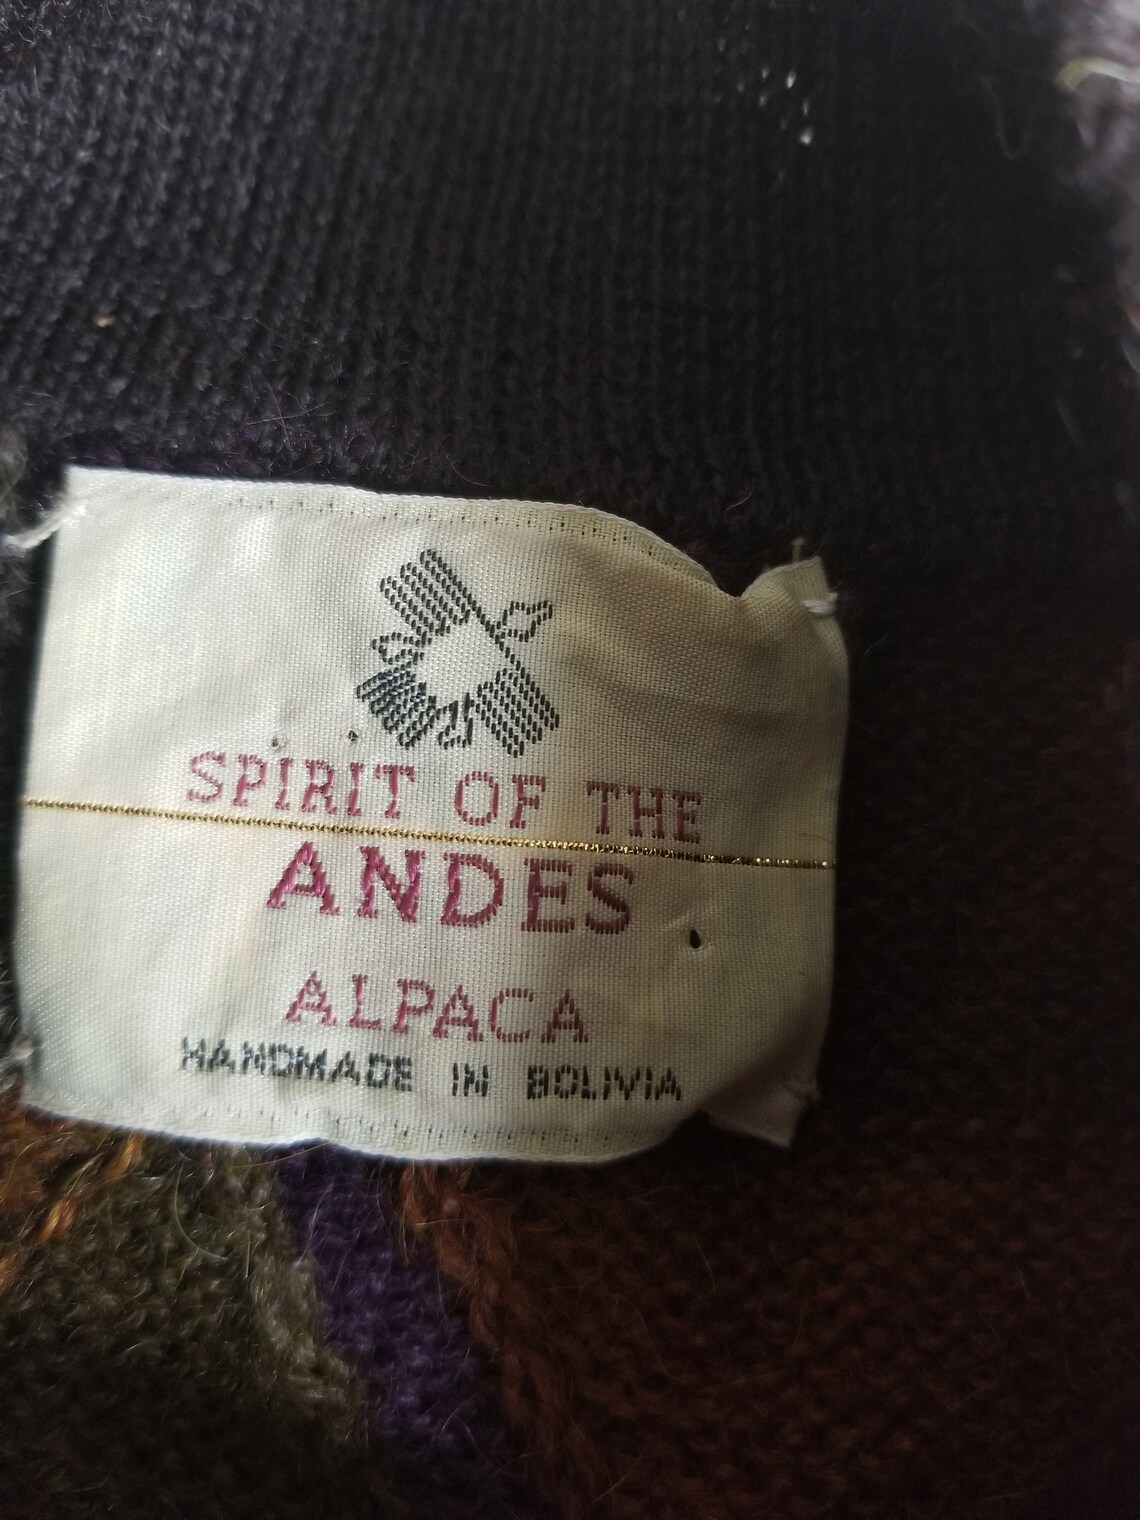 SPIRIT OF THE
ANDES
ALPACA
HANDMADE IN BOLIVIA